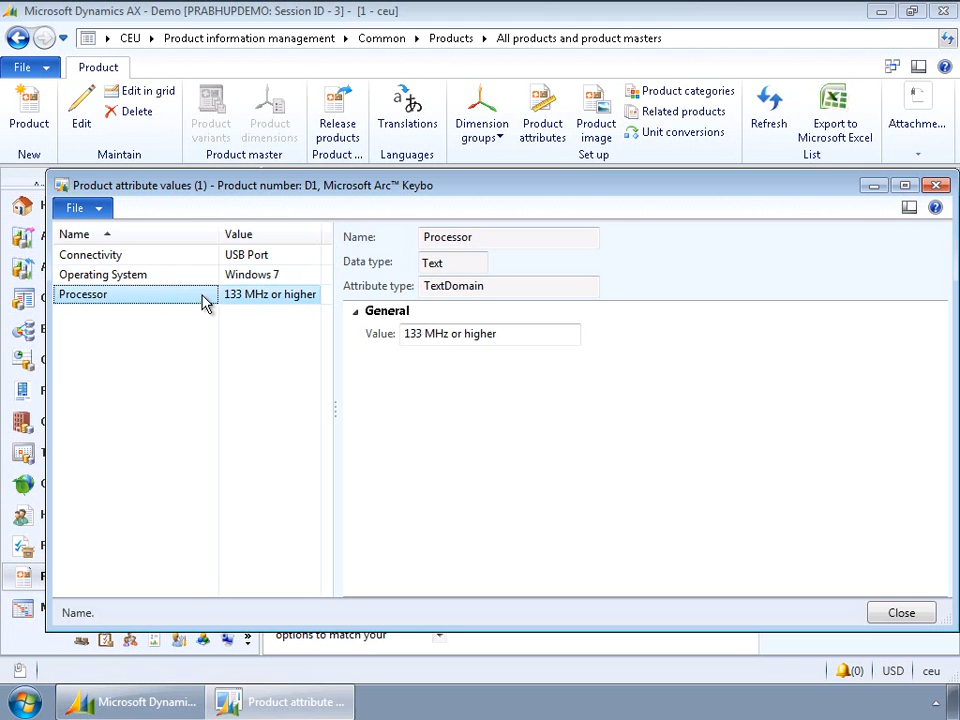 Microsoft Dynamics AX - Demo [PRABHUPDEMO: Session ID - 3] - [1 - ceu]
CEU Product information management Common Products All products and product masters
File Product
Product
New
Edit
Edit in grid
Delete
Maintain
Product variants
Product dimensions
Product master
Release products
Product ...
Translations
Languages
Dimension groups
Product attributes
Product image
Product categories
Related products
Unit conversions
Set up
Refresh
Export to Microsoft Excel
List
Attachme...
Product attribute values (1) - Product number: D1, Microsoft Arc™ Keybo
File
Name Value
Connectivity USB Port
Operating System Windows 7
Processor 133 MHz or higher
Name: Processor
Data type: Text
Attribute type: TextDomain
General
Value: 133 MHz or higher
Name.
Close
options to match your
(0) USD ceu
Microsoft Dynami...
Product attribute ...